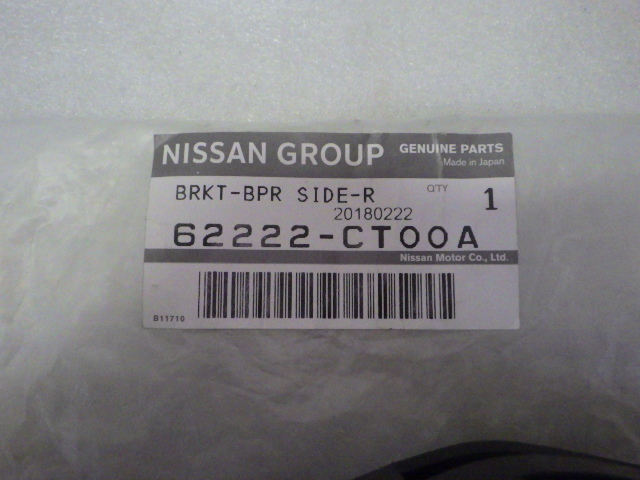 NISSAN GROUP GENUINE PARTS
Made in Japan
BRKT-BPR SIDE-R Q'TY 1
20180222
62222-CT00A
Nissan Motor Co., Ltd.
B11710